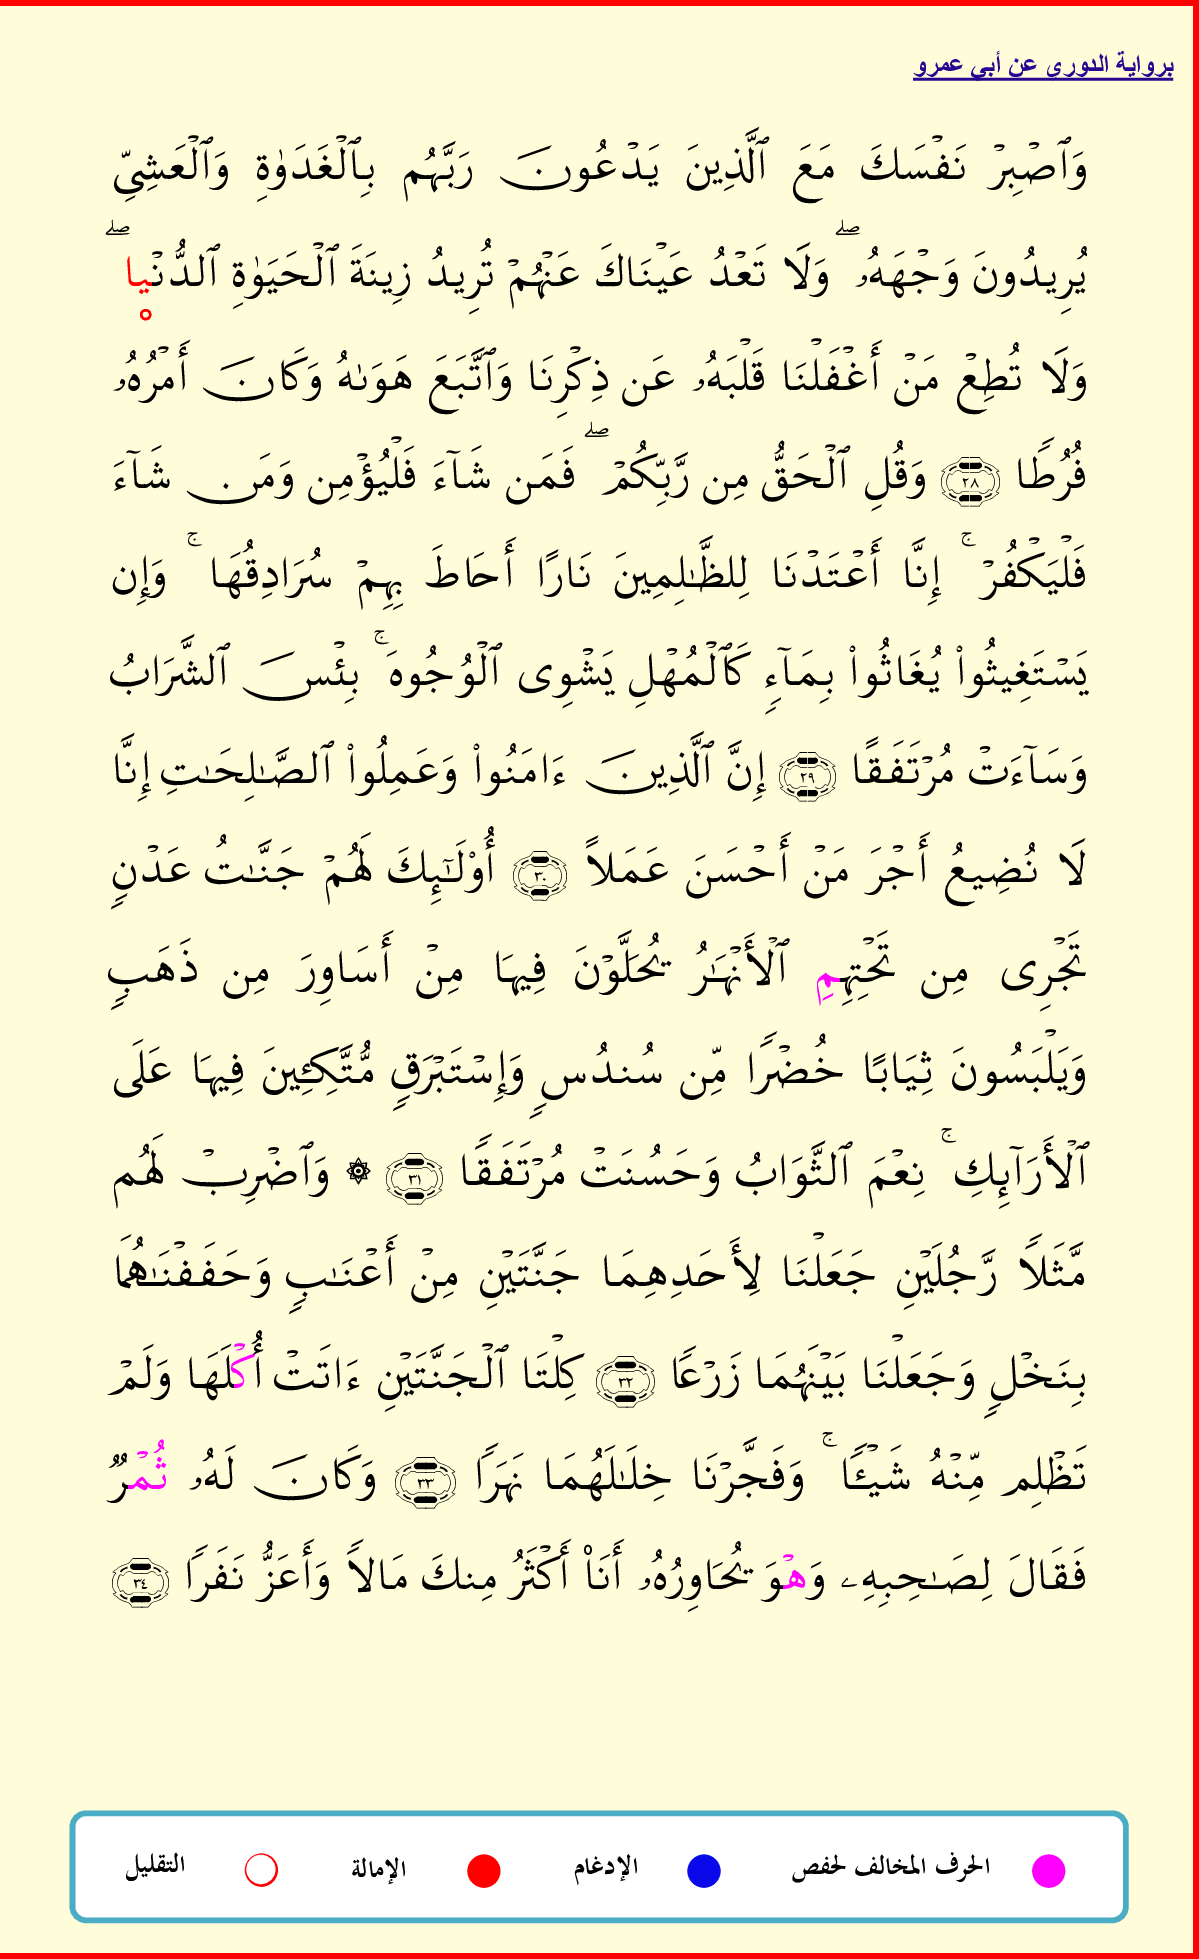 برواية الدورى عن أبى عمرو
وَٱصۡبِرۡ نَفۡسَكَ مَعَ ٱلَّذِينَ يَدۡعُونَ رَبَّهُم بِٱلۡغَدَوٰةِ وَٱلۡعَشِيِّ
يُرِيدُونَ وَجۡهَهُۥۖ وَلَا تَعۡدُ عَيۡنَاكَ عَنۡهُمۡ تُرِيدُ زِينَةَ ٱلۡحَيَوٰةِ ٱلدُّنۡياۖ
وَلَا تُطِعۡ مَنۡ أَغۡفَلۡنَا قَلۡبَهُۥ عَن ذِكۡرِنَا وَٱتَّبَعَ هَوَىٰهُ وَكَانَ أَمۡرُهُۥ
فُرُطًا ٢٨ وَقُلِ ٱلۡحَقُّ مِن رَّبِّكُمۡۖ فَمَن شَآءَ فَلۡيُؤۡمِن وَمَن شَآءَ
فَلۡيَكۡفُرۡۚ إِنَّا أَعۡتَدۡنَا لِلظَّٰلِمِينَ نَارًا أَحَاطَ بِهِمۡ سُرَادِقُهَاۚ وَإِن
يَسۡتَغِيثُواْ يُغَاثُواْ بِمَآءٍ كَٱلۡمُهۡلِ يَشۡوِى ٱلۡوُجُوهَۚ بِئۡسَ ٱلشَّرَابُ
وَسَآءَتۡ مُرۡتَفَقًا ٢٩ إِنَّ ٱلَّذِينَ ءَامَنُواْ وَعَمِلُواْ ٱلصَّٰلِحَٰتِ إِنَّا
لَا نُضِيعُ أَجۡرَ مَنۡ أَحۡسَنَ عَمَلاً ٣٠ أُوْلَٰٓئِكَ لَهُمۡ جَنَّٰتُ عَدۡنٍ
تَجۡرِى مِن تَحۡتِهِمِ ٱلۡأَنۡهَٰرُ يُحَلَّوۡنَ فِيهَا مِنۡ أَسَاوِرَ مِن ذَهَبٍ
وَيَلۡبَسُونَ ثِيَابًا خُضۡرًا مِّن سُندُسٍ وَإِسۡتَبۡرَقٍ مُّتَّكِـِٔينَ فِيهَا عَلَى
ٱلۡأَرَآئِكِۚ نِعۡمَ ٱلثَّوَابُ وَحَسُنَتۡ مُرۡتَفَقًا ٣١ ۞ وَٱضۡرِبۡ لَهُم
مَّثَلاً رَّجُلَيۡنِ جَعَلۡنَا لِأَحَدِهِمَا جَنَّتَيۡنِ مِنۡ أَعۡنَٰبٍ وَحَفَفۡنَٰهُمَا
بِنَخۡلٍ وَجَعَلۡنَا بَيۡنَهُمَا زَرۡعًا ٣٢ كِلۡتَا ٱلۡجَنَّتَيۡنِ ءَاتَتۡ أُكۡلَهَا وَلَمۡ
تَظۡلِم مِّنۡهُ شَيۡـًٔاۚ وَفَجَّرۡنَا خِلَٰلَهُمَا نَهَرًا ٣٣ وَكَانَ لَهُۥ ثُمۡرٌ
فَقَالَ لِصَٰحِبِهِۦ وَهۡوَ يُحَاوِرُهُۥ أَنَا۠ أَكۡثَرُ مِنكَ مَالاً وَأَعَزُّ نَفَرًا ٣٤
الحرف المخالف لحفص الإدغام الإمالة التقليل